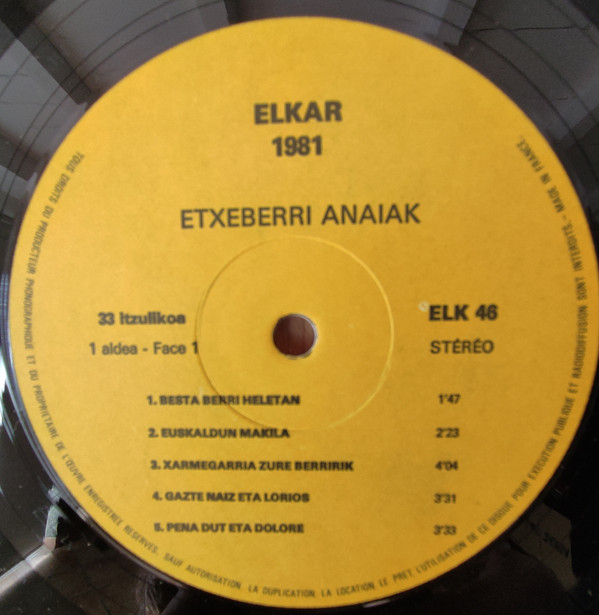 ELKAR
1981
ETXEBERRI ANAIAK
33 Itzulikoa
ELK 46
1 aldea - Face 1
STÉRÉO
1. BESTA BERRI HELETAN 1'47
2. EUSKALDUN MAKILA 2'23
3. XARMEGARRIA ZURE BERRIRIK 4'04
4. GAZTE NAIZ ETA LORIOS 3'31
5. PENA DUT ETA DOLORE 3'33
TOUS DROITS DU PRODUCTEUR PHONOGRAPHIQUE ET DU PROPRIETAIRE DE L'ŒUVRE ENREGISTREE RESERVES. SAUF AUTORISATION, LA DUPLICATION, LA LOCATION, LE PRET, L'UTILISATION DE CE DISQUE POUR EXECUTION PUBLIQUE ET RADIODIFFUSION SONT INTERDITS. - MADE IN FRANCE.